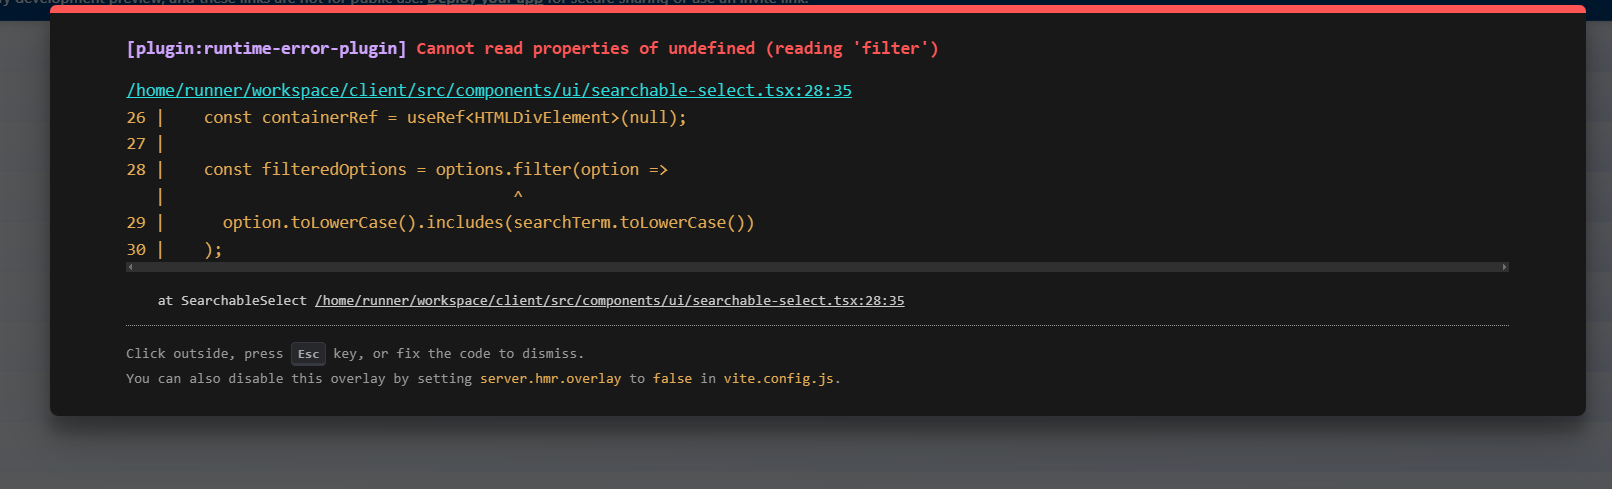 y development preview, and these links are not for public use. Deploy your app for secure sharing or use an invite link.
[plugin:runtime-error-plugin] Cannot read properties of undefined (reading 'filter')
/home/runner/workspace/client/src/components/ui/searchable-select.tsx:28:35
26 |    const containerRef = useRef<HTMLDivElement>(null);
27 |
28 |    const filteredOptions = options.filter(option =>
   |                                    ^
29 |      option.toLowerCase().includes(searchTerm.toLowerCase())
30 |    );
at SearchableSelect /home/runner/workspace/client/src/components/ui/searchable-select.tsx:28:35
Click outside, press Esc key, or fix the code to dismiss.
You can also disable this overlay by setting server.hmr.overlay to false in vite.config.js.